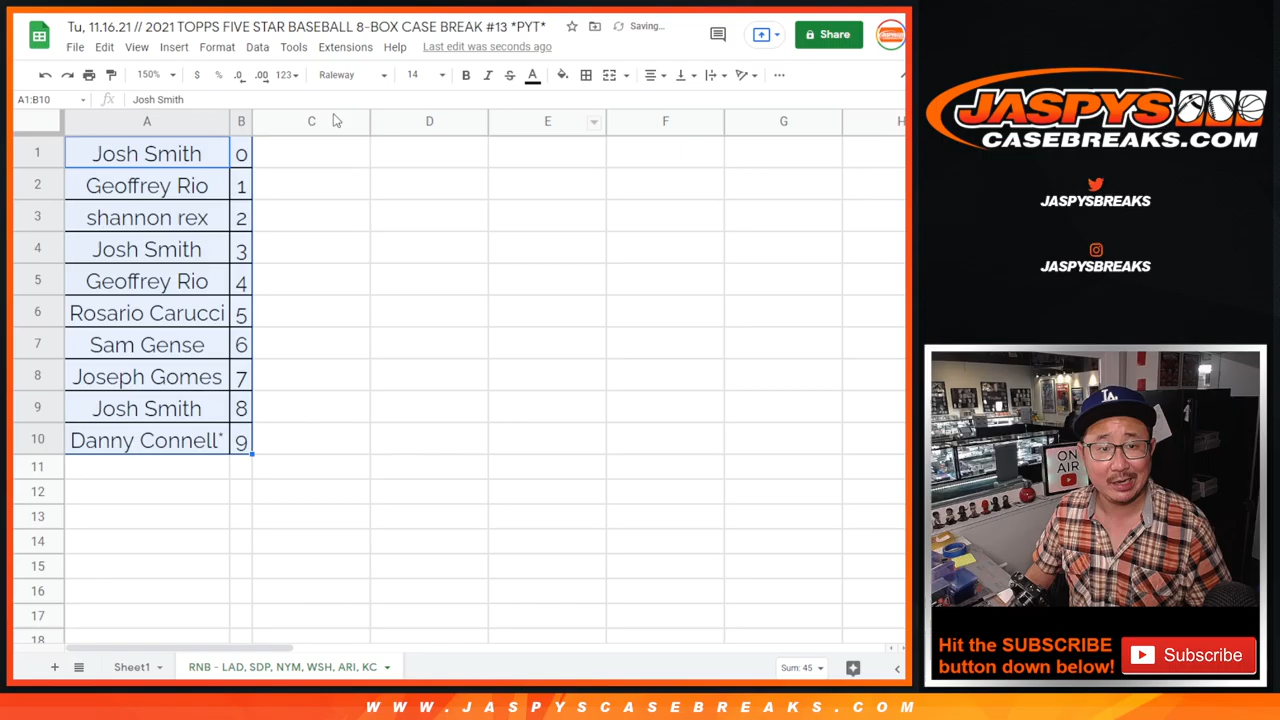 Tu, 11.16.21 // 2021 TOPPS FIVE STAR BASEBALL 8-BOX CASE BREAK #13 *PYT*
Saving...
File Edit View Insert Format Data Tools Extensions Help Last edit was seconds ago
Share
150% $ % .0 .00 123 Raleway 14 B I S A
A1:B10 fx Josh Smith
A B C D E F G H
1 Josh Smith 0
2 Geoffrey Rio 1
3 shannon rex 2
4 Josh Smith 3
5 Geoffrey Rio 4
6 Rosario Carucci 5
7 Sam Gense 6
8 Joseph Gomes 7
9 Josh Smith 8
10 Danny Connell* 9
11
12
13
14
15
16
17
18
+ Sheet1 RNB - LAD, SDP, NYM, WSH, ARI, KC Sum: 45
JASPYS
CASEBREAKS.COM
JASPYSBREAKS
JASPYSBREAKS
LA
ON
AIR
Hit the SUBSCRIBE
button down below!
Subscribe
WWW.JASPYSCASEBREAKS.COM